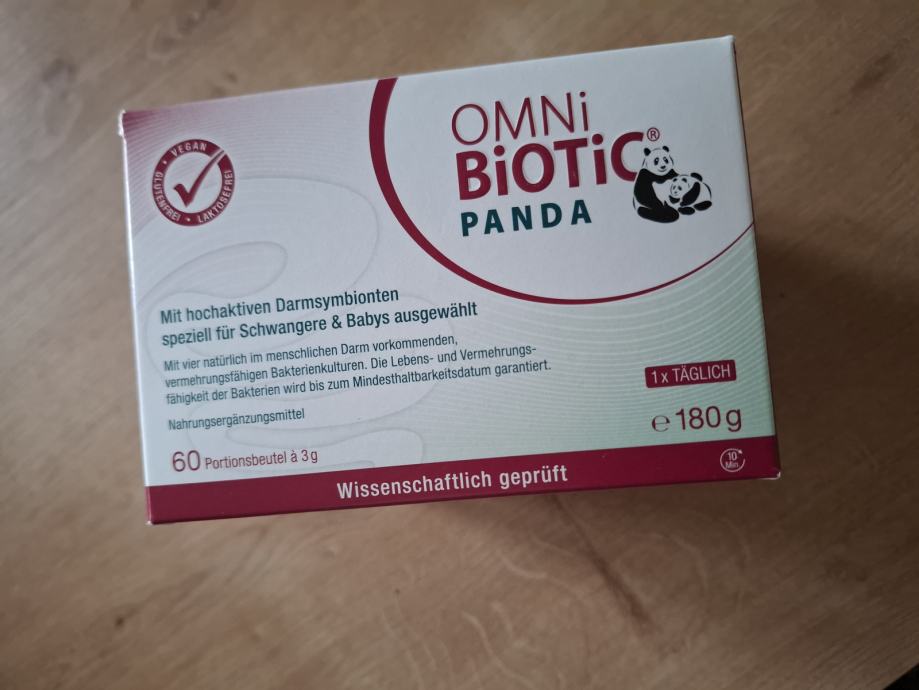 VEGAN • LAKTOSEFREI • GLUTENFREI •
OMNi
BiOTiC®
PANDA
Mit hochaktiven Darmsymbionten
speziell für Schwangere & Babys ausgewählt
Mit vier natürlich im menschlichen Darm vorkommenden,
vermehrungsfähigen Bakterienkulturen. Die Lebens- und Vermehrungs-
fähigkeit der Bakterien wird bis zum Mindesthaltbarkeitsdatum garantiert.
Nahrungsergänzungsmittel
1 x TÄGLICH
60 Portionsbeutel à 3 g
℮ 180 g
Wissenschaftlich geprüft
10
Min